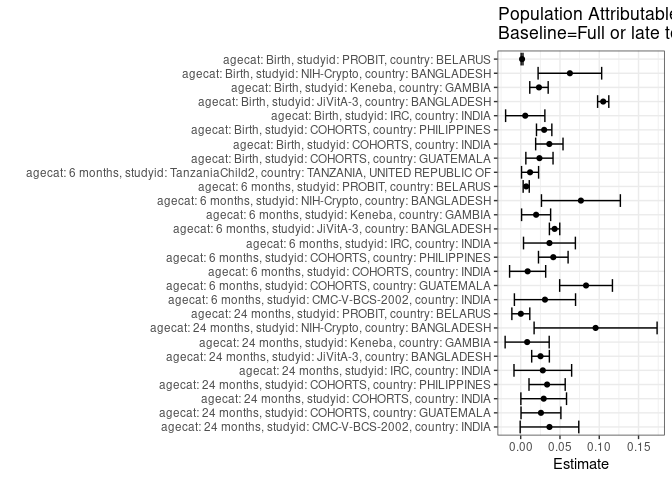 Population Attributable
Baseline=Full or late t
agecat: Birth, studyid: PROBIT, country: BELARUS
agecat: Birth, studyid: NIH-Crypto, country: BANGLADESH
agecat: Birth, studyid: Keneba, country: GAMBIA
agecat: Birth, studyid: JiVitA-3, country: BANGLADESH
agecat: Birth, studyid: IRC, country: INDIA
agecat: Birth, studyid: COHORTS, country: PHILIPPINES
agecat: Birth, studyid: COHORTS, country: INDIA
agecat: Birth, studyid: COHORTS, country: GUATEMALA
agecat: 6 months, studyid: TanzaniaChild2, country: TANZANIA, UNITED REPUBLIC OF
agecat: 6 months, studyid: PROBIT, country: BELARUS
agecat: 6 months, studyid: NIH-Crypto, country: BANGLADESH
agecat: 6 months, studyid: Keneba, country: GAMBIA
agecat: 6 months, studyid: JiVitA-3, country: BANGLADESH
agecat: 6 months, studyid: IRC, country: INDIA
agecat: 6 months, studyid: COHORTS, country: PHILIPPINES
agecat: 6 months, studyid: COHORTS, country: INDIA
agecat: 6 months, studyid: COHORTS, country: GUATEMALA
agecat: 6 months, studyid: CMC-V-BCS-2002, country: INDIA
agecat: 24 months, studyid: PROBIT, country: BELARUS
agecat: 24 months, studyid: NIH-Crypto, country: BANGLADESH
agecat: 24 months, studyid: Keneba, country: GAMBIA
agecat: 24 months, studyid: JiVitA-3, country: BANGLADESH
agecat: 24 months, studyid: IRC, country: INDIA
agecat: 24 months, studyid: COHORTS, country: PHILIPPINES
agecat: 24 months, studyid: COHORTS, country: INDIA
agecat: 24 months, studyid: COHORTS, country: GUATEMALA
agecat: 24 months, studyid: CMC-V-BCS-2002, country: INDIA
0.00 0.05 0.10 0.15
Estimate